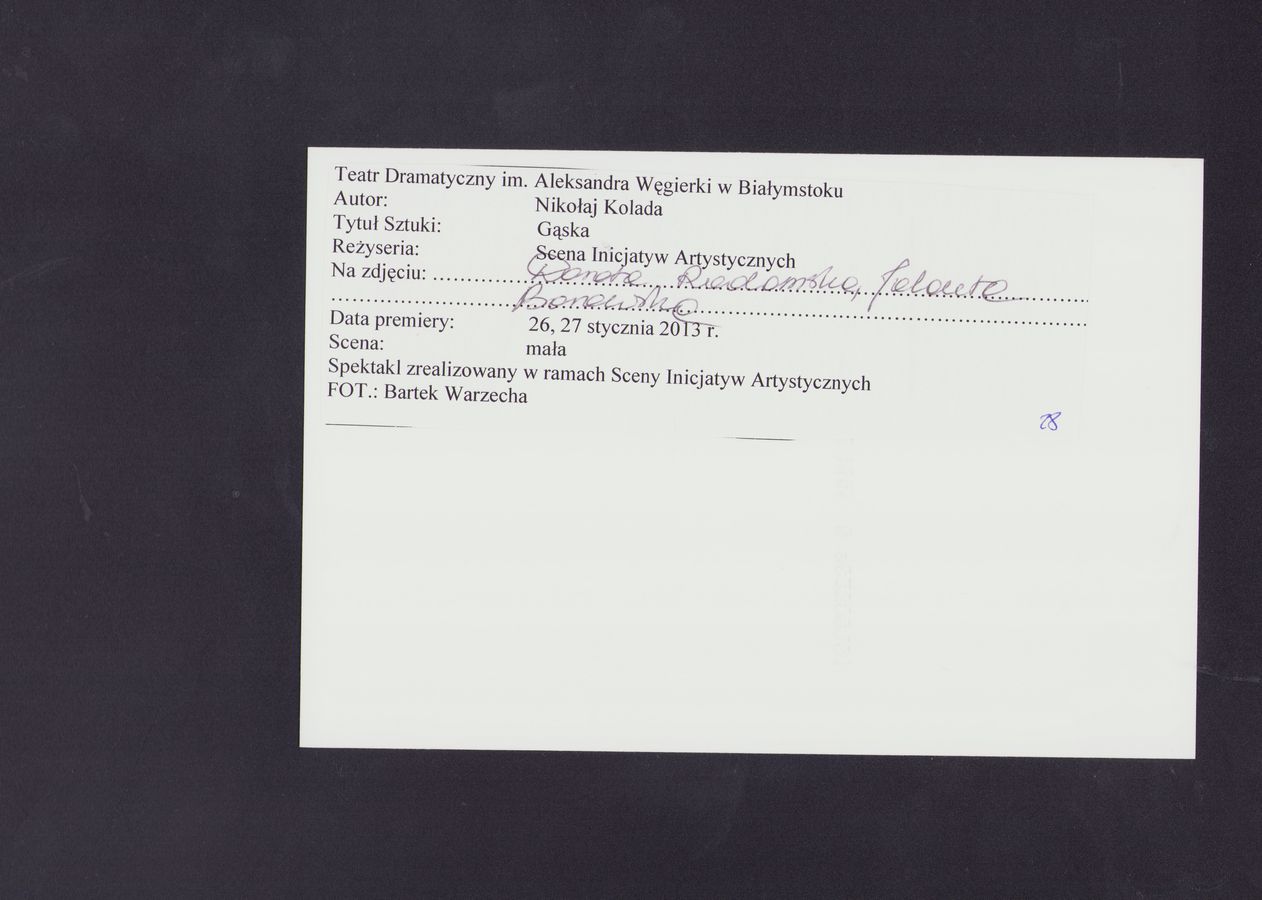 Teatr Dramatyczny im. Aleksandra Węgierki w Białymstoku
Autor: Nikołaj Kolada
Tytuł Sztuki: Gąska
Reżyseria: Scena Inicjatyw Artystycznych
Na zdjęciu: Danuta Radomska, Jolanta
Borowska
Data premiery: 26, 27 stycznia 2013 r.
Scena: mała
Spektakl zrealizowany w ramach Sceny Inicjatyw Artystycznych
FOT.: Bartek Warzecha
28